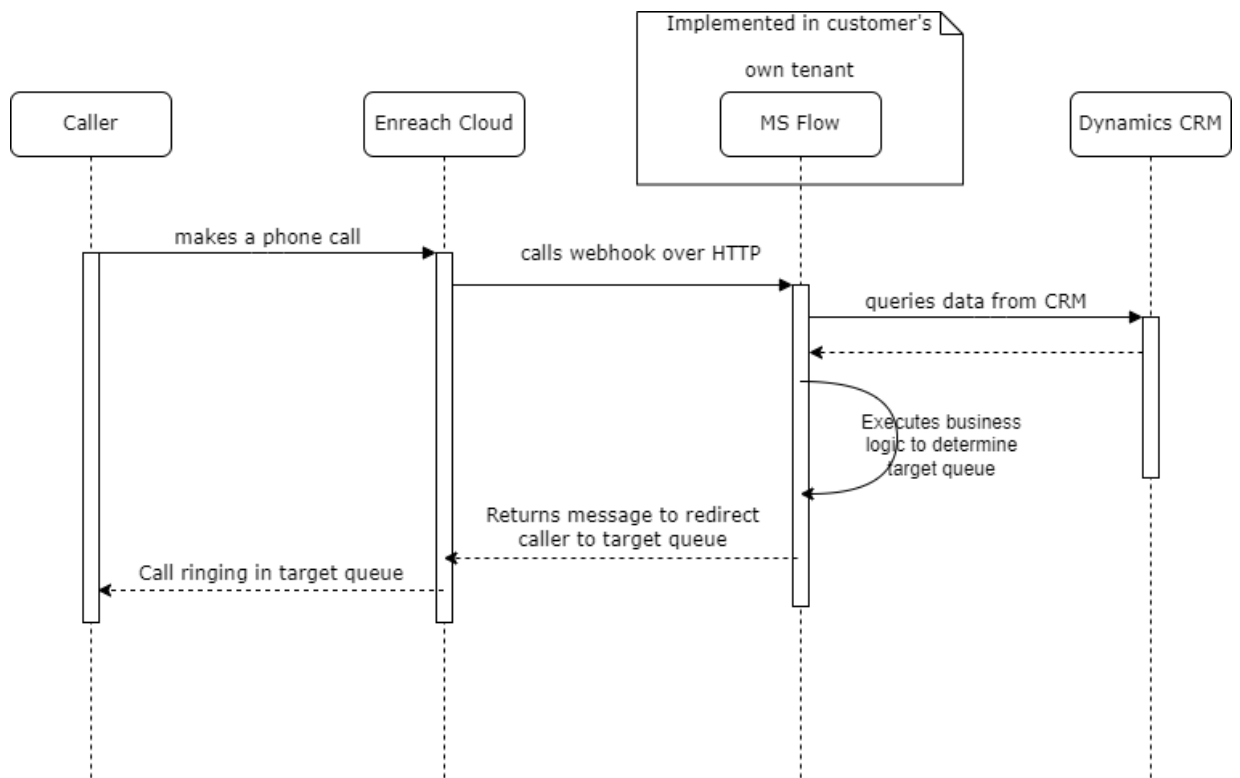 Implemented in customer's
own tenant
Caller
Enreach Cloud
MS Flow
Dynamics CRM
makes a phone call
calls webhook over HTTP
queries data from CRM
Executes business
logic to determine
target queue
Returns message to redirect
caller to target queue
Call ringing in target queue